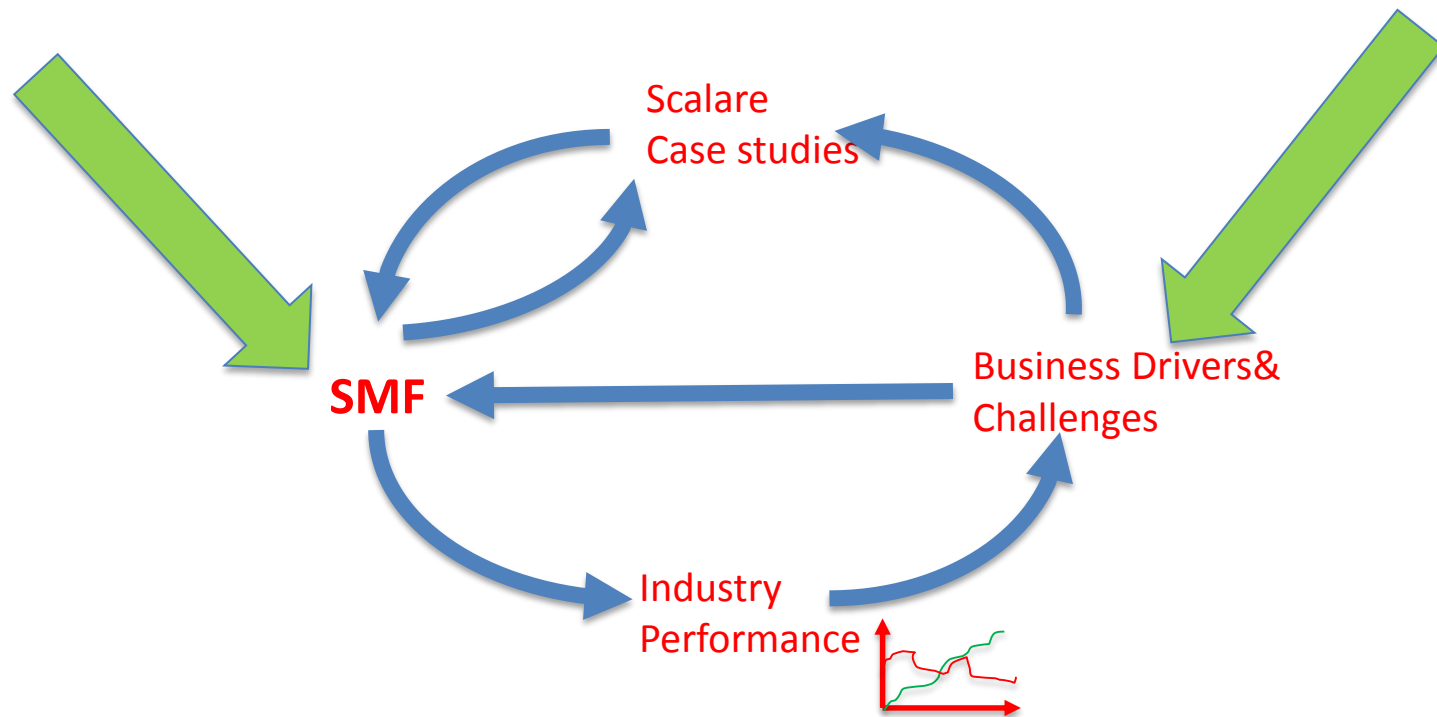 Scalare
Case studies
SMF
Business Drivers&
Challenges
Industry
Performance